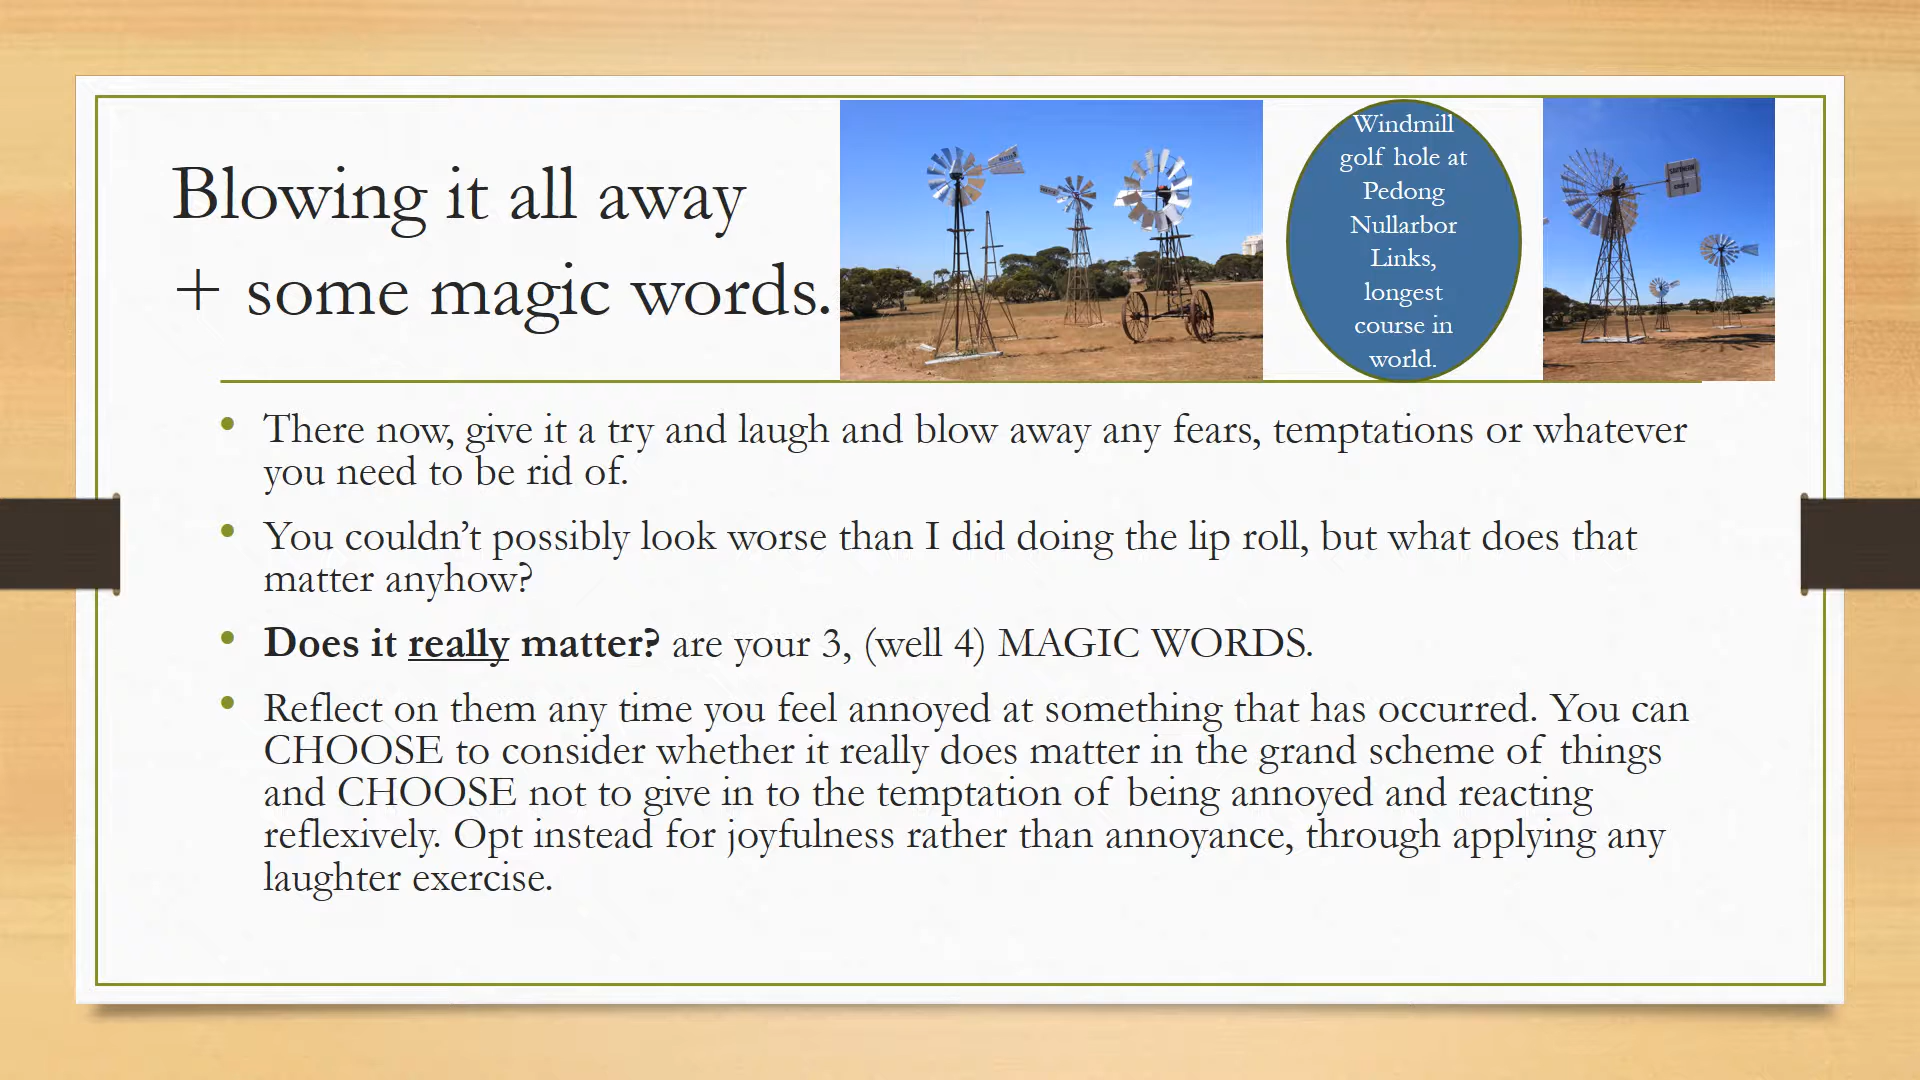 Blowing it all away
+ some magic words.
Windmill
golf hole at
Pedong
Nullarbor
Links,
longest
course in
world.
• There now, give it a try and laugh and blow away any fears, temptations or whatever
you need to be rid of.
• You couldn’t possibly look worse than I did doing the lip roll, but what does that
matter anyhow?
• Does it really matter? are your 3, (well 4) MAGIC WORDS.
• Reflect on them any time you feel annoyed at something that has occurred. You can
CHOOSE to consider whether it really does matter in the grand scheme of things
and CHOOSE not to give in to the temptation of being annoyed and reacting
reflexively. Opt instead for joyfulness rather than annoyance, through applying any
laughter exercise.